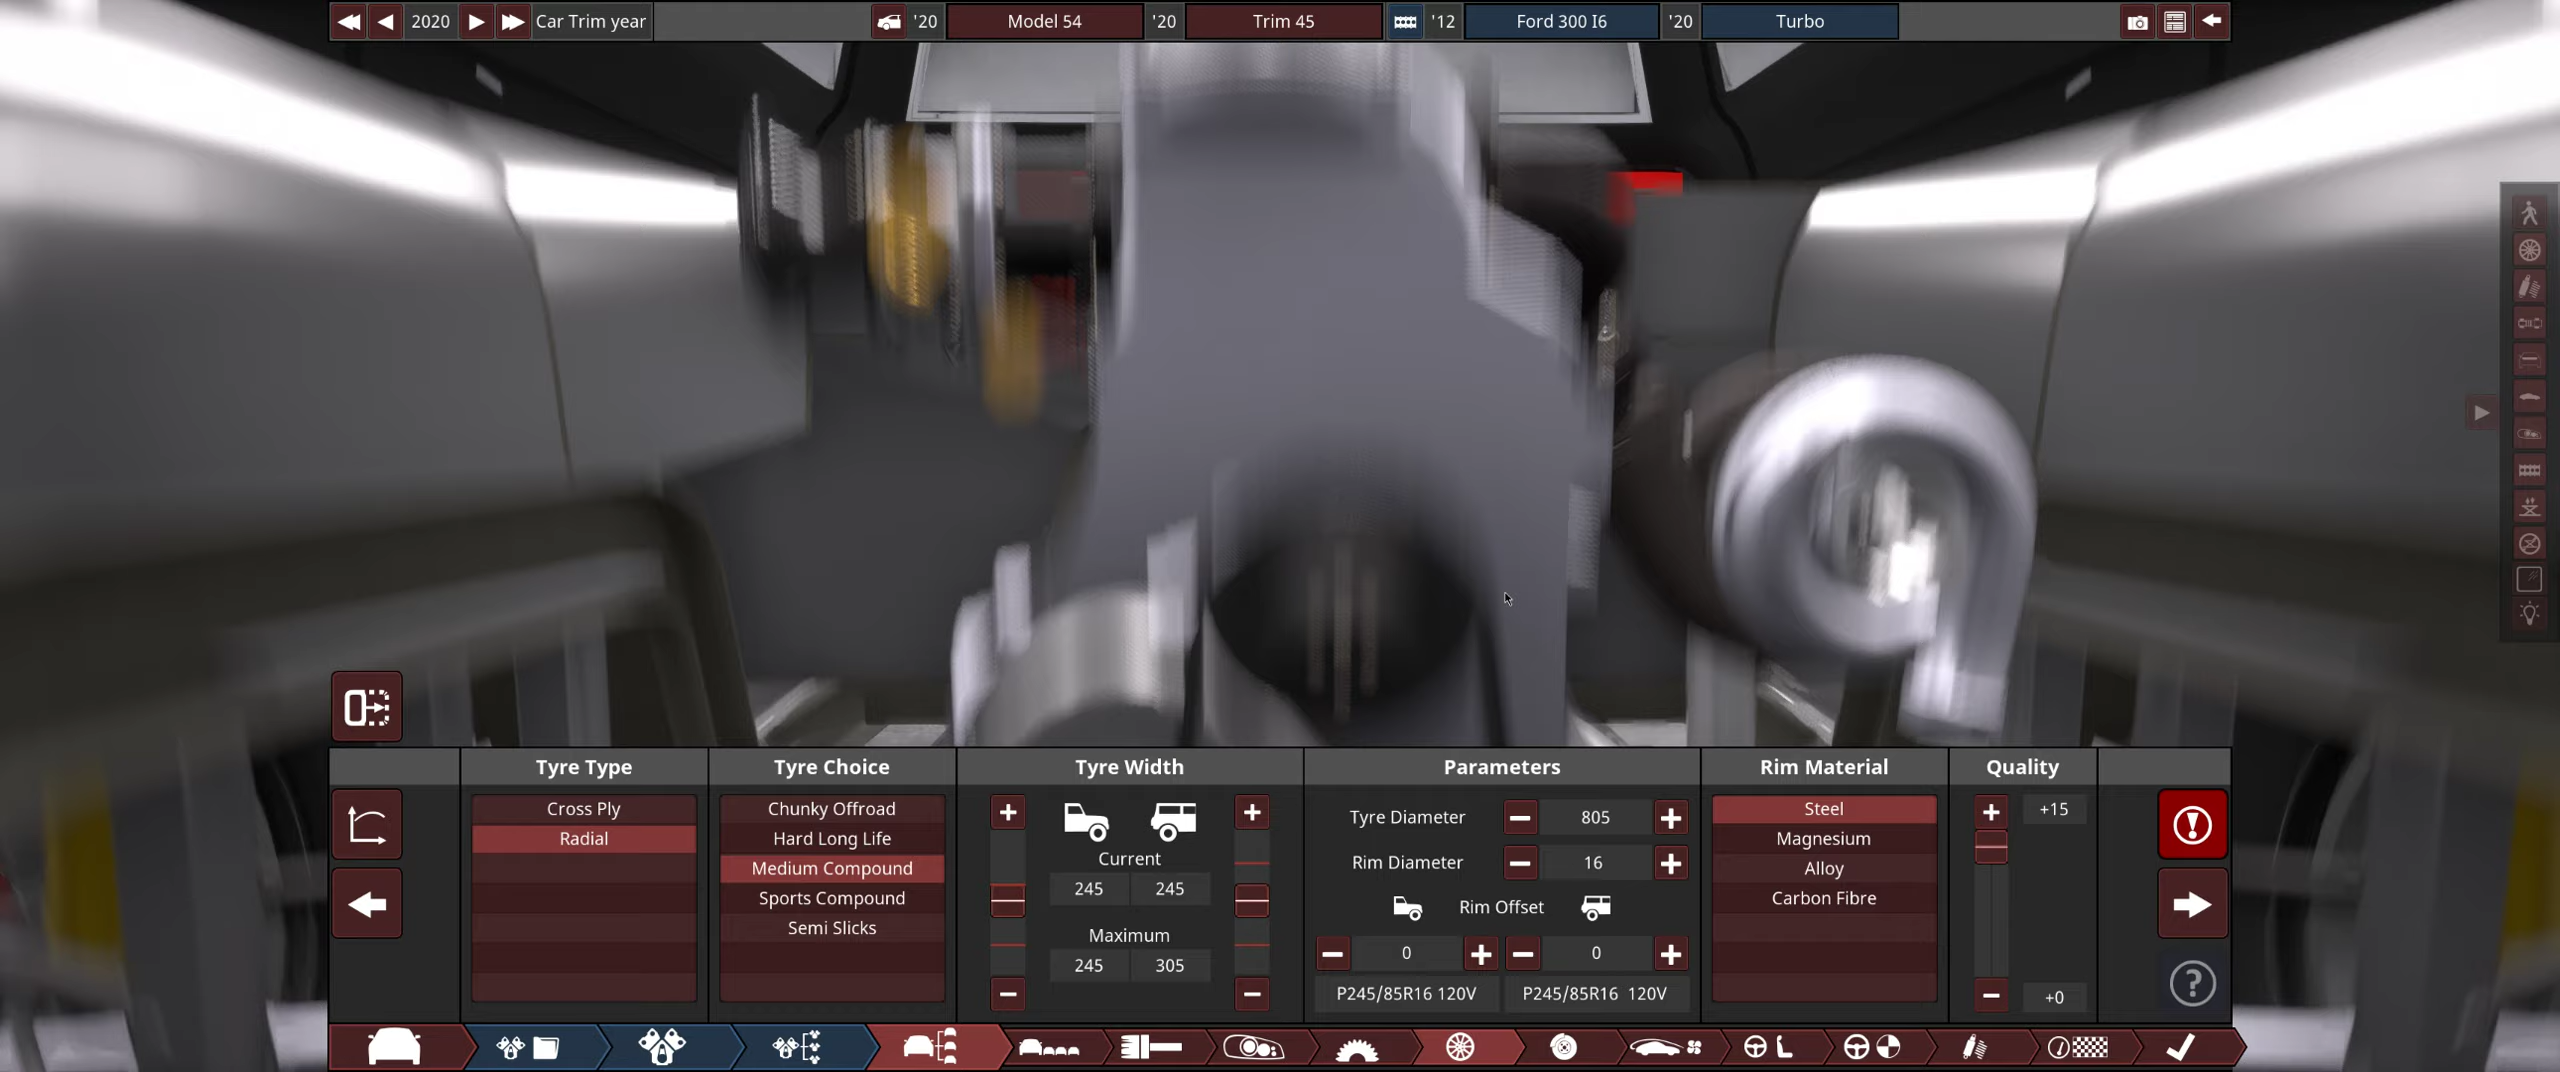 2020 Car Trim year '20 Model 54 '20 Trim 45 '12 Ford 300 I6 '20 Turbo
Tyre Type
Cross Ply
Radial
Tyre Choice
Chunky Offroad
Hard Long Life
Medium Compound
Sports Compound
Semi Slicks
Tyre Width
Current
245 245
Maximum
245 305
Parameters
Tyre Diameter 805
Rim Diameter 16
Rim Offset
0 0
P245/85R16 120V P245/85R16 120V
Rim Material
Steel
Magnesium
Alloy
Carbon Fibre
Quality
+15
+0